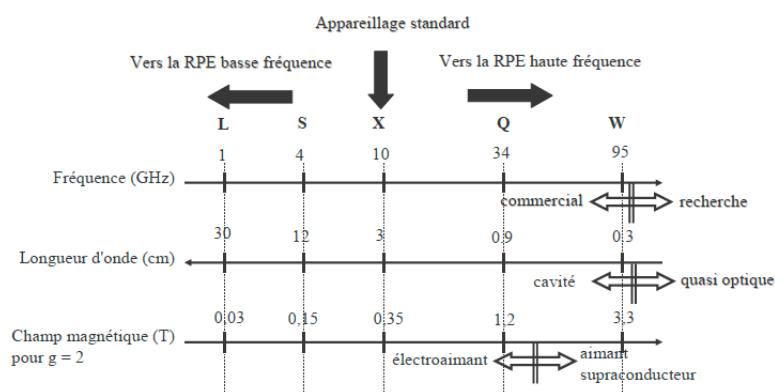 Appareillage standard
Vers la RPE basse fréquence
Vers la RPE haute fréquence
L S X Q W
1 4 10 34 95
Fréquence (GHz)
commercial recherche
30 12 3 0,9 0,3
Longueur d'onde (cm)
cavité quasi optique
0,03 0,15 0,35 1,2 3,3
Champ magnétique (T)
pour g = 2
électroaimant aimant
supraconducteur